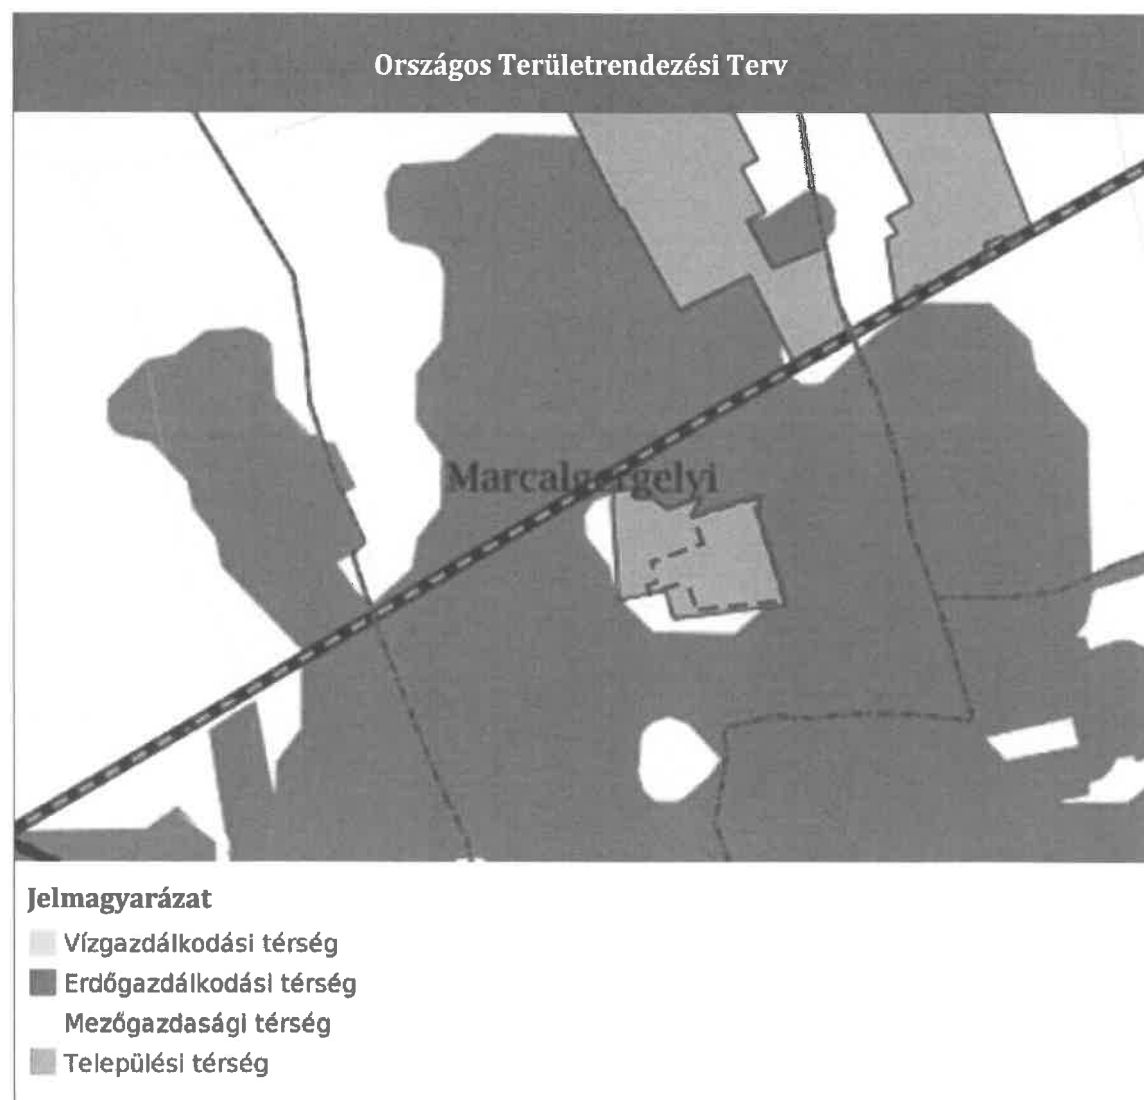 Országos Területrendezési Terv
Marcalgergelyi
Jelmagyarázat
Vízgazdálkodási térség
Erdőgazdálkodási térség
Mezőgazdasági térség
Települési térség